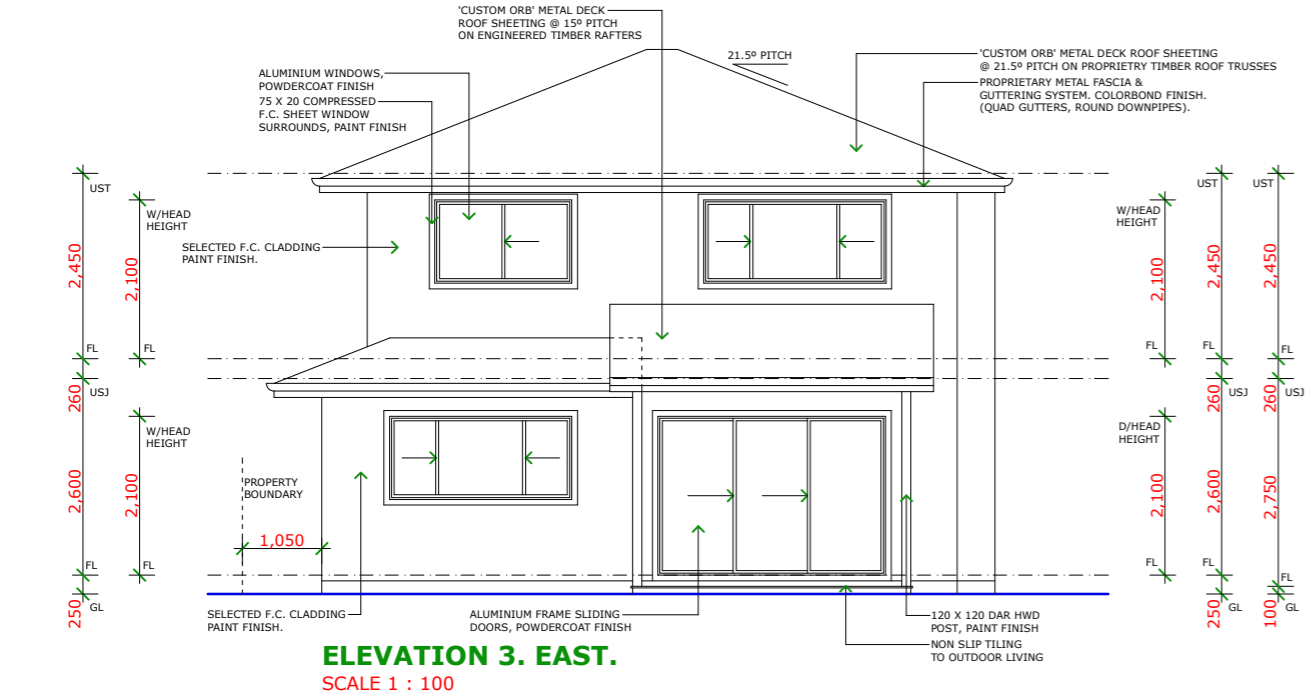 'CUSTOM ORB' METAL DECK
ROOF SHEETING @ 15º PITCH
ON ENGINEERED TIMBER RAFTERS
21.5º PITCH
'CUSTOM ORB' METAL DECK ROOF SHEETING
@ 21.5º PITCH ON PROPRIETRY TIMBER ROOF TRUSSES
PROPRIETARY METAL FASCIA &
GUTTERING SYSTEM. COLORBOND FINISH.
(QUAD GUTTERS, ROUND DOWNPIPES).
ALUMINIUM WINDOWS,
POWDERCOAT FINISH
75 X 20 COMPRESSED
F.C. SHEET WINDOW
SURROUNDS, PAINT FINISH
UST
W/HEAD
HEIGHT
2,450
2,100
SELECTED F.C. CLADDING
PAINT FINISH.
FL
FL
260
USJ
W/HEAD
HEIGHT
2,600
2,100
PROPERTY
BOUNDARY
1,050
FL
FL
250
GL
UST
UST
W/HEAD
HEIGHT
2,100
2,450
2,450
FL
FL
FL
260
USJ
260
USJ
D/HEAD
HEIGHT
2,100
2,600
2,750
FL
FL
FL
250
GL
100
GL
SELECTED F.C. CLADDING
PAINT FINISH.
ALUMINIUM FRAME SLIDING
DOORS, POWDERCOAT FINISH
120 X 120 DAR HWD
POST, PAINT FINISH
NON SLIP TILING
TO OUTDOOR LIVING
ELEVATION 3. EAST.
SCALE 1 : 100